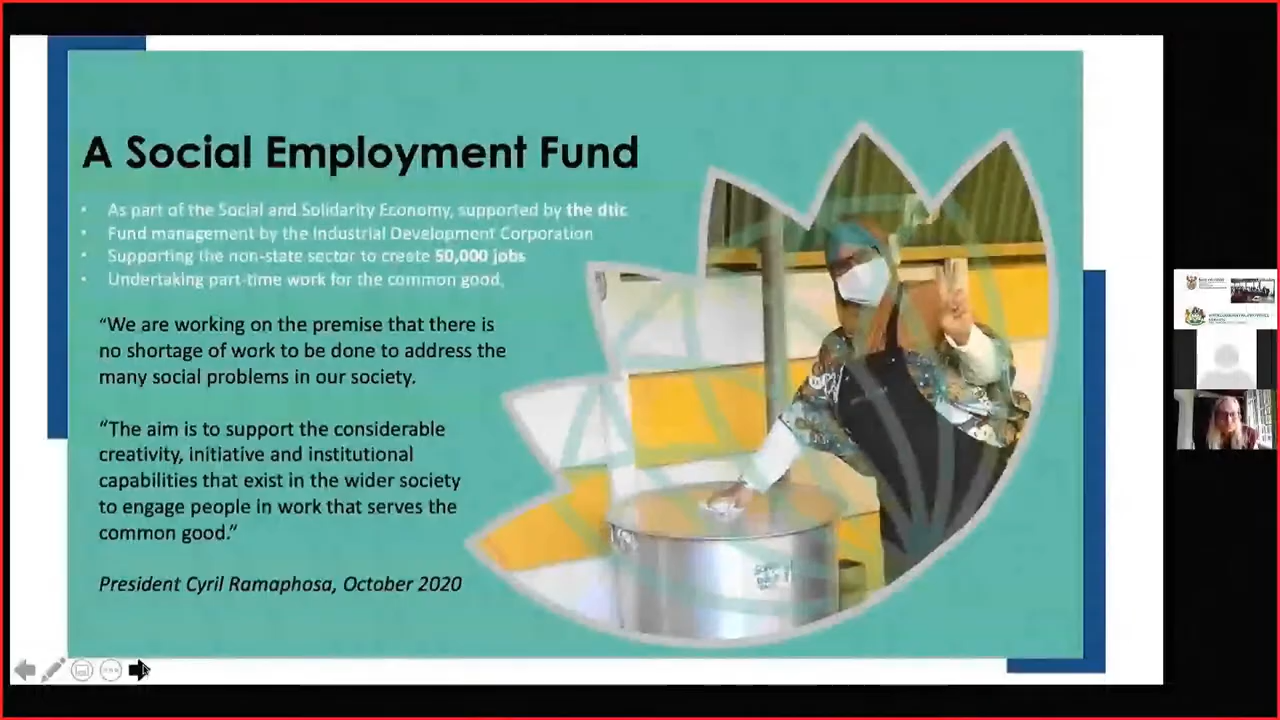 A Social Employment Fund
• As part of the Social and Solidarity Economy, supported by the dtic
• Fund management by the Industrial Development Corporation
• Supporting the non-state sector to create 50,000 jobs
• Undertaking part-time work for the common good.
“We are working on the premise that there is
no shortage of work to be done to address the
many social problems in our society.
“The aim is to support the considerable
creativity, initiative and institutional
capabilities that exist in the wider society
to engage people in work that serves the
common good.”
President Cyril Ramaphosa, October 2020